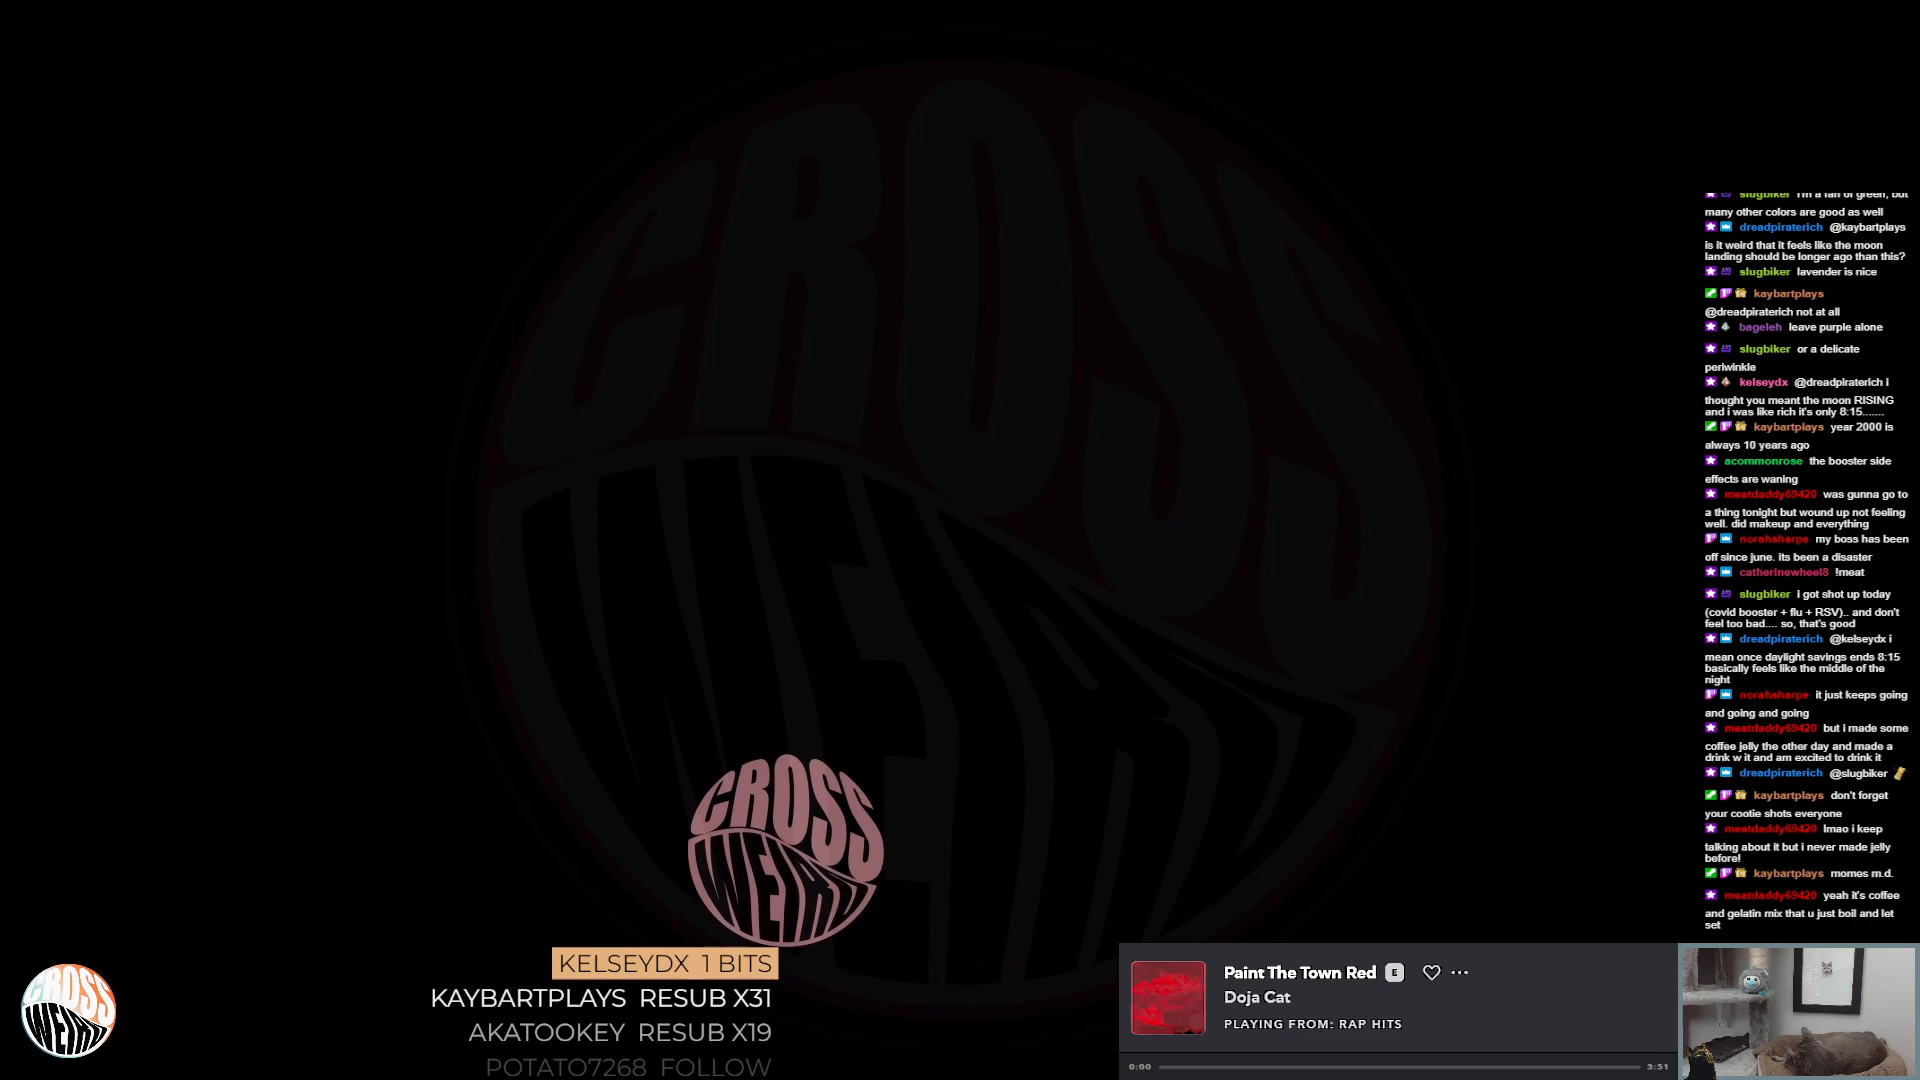 CROSS
WEIRD
slugbiker I'm a fan of green, but
many other colors are good as well
dreadpiraterich @kaybartplays
is it weird that it feels like the moon
landing should be longer ago than this?
slugbiker lavender is nice
kaybartplays
@dreadpiraterich not at all
bageleh leave purple alone
slugbiker or a delicate
periwinkle
kelseydx @dreadpiraterich i
thought you meant the moon RISING
and i was like rich it's only 8:15.......
kaybartplays year 2000 is
always 10 years ago
acommonrose the booster side
effects are waning
meatdaddy69420 was gunna go to
a thing tonight but wound up not feeling
well. did makeup and everything
norahsharpe my boss has been
off since june. its been a disaster
catherinewheel8 !meat
slugbiker I got shot up today
(covid booster + flu + RSV).. and don't
feel too bad.... so, that's good
dreadpiraterich @kelseydx i
mean once daylight savings ends 8:15
basically feels like the middle of the
night
norahsharpe it just keeps going
and going and going
meatdaddy69420 but i made some
coffee jelly the other day and made a
drink w it and am excited to drink it
dreadpiraterich @slugbiker
kaybartplays don't forget
your cootie shots everyone
meatdaddy69420 lmao i keep
talking about it but i never made jelly
before!
kaybartplays momes m.d.
meatdaddy69420 yeah it's coffee
and gelatin mix that u just boil and let
set
CROSS
WEIRD
KELSEYDX 1 BITS
KAYBARTPLAYS RESUB X31
AKATOOKEY RESUB X19
POTATO7268 FOLLOW
CROSS
WEIRD
Paint The Town Red E
Doja Cat
PLAYING FROM: RAP HITS
0:00 3:51